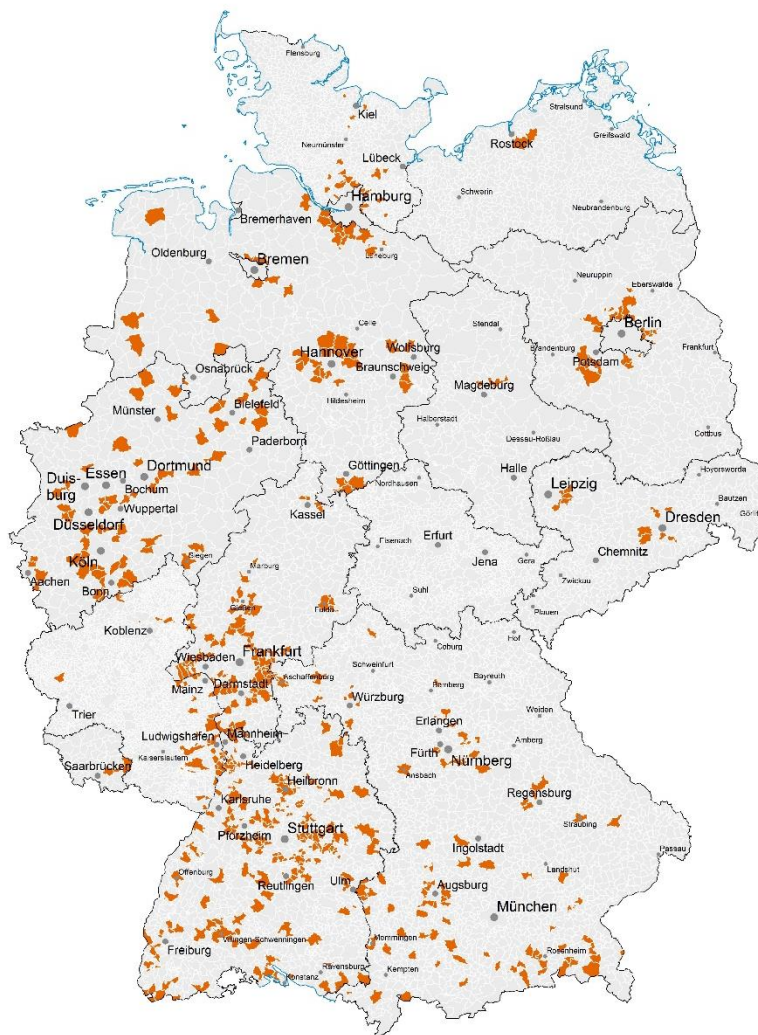 Flensburg
Stralsund
Kiel
Greifswald
Rostock
Neumünster
Lübeck
Schwerin
Hamburg
Neubrandenburg
Bremerhaven
Lüneburg
Oldenburg
Bremen
Neuruppin
Eberswalde
Celle
Stendal
Berlin
Wolfsburg
Brandenburg
Frankfurt
Hannover
Potsdam
Osnabrück
Braunschweig
Magdeburg
Hildesheim
Bielefeld
Münster
Halberstadt
Cottbus
Dessau-Roßlau
Paderborn
Göttingen
Hoyerswerda
Dortmund
Essen
Nordhausen
Halle
Duis-
burg
Bochum
Leipzig
Bautzen
Wuppertal
Kassel
Görlitz
Düsseldorf
Dresden
Eisenach
Erfurt
Köln
Siegen
Jena
Gera
Chemnitz
Aachen
Marburg
Zwickau
Bonn
Suhl
Gießen
Fulda
Plauen
Koblenz
Hof
Coburg
Frankfurt
Wiesbaden
Schweinfurt
Aschaffenburg
Bayreuth
Mainz
Darmstadt
Bamberg
Würzburg
Trier
Weiden
Erlangen
Ludwigshafen
Mannheim
Amberg
Fürth
Nürnberg
Kaiserslautern
Heidelberg
Saarbrücken
Ansbach
Heilbronn
Regensburg
Karlsruhe
Straubing
Pforzheim
Stuttgart
Ingolstadt
Passau
Landshut
Offenburg
Reutlingen
Ulm
Augsburg
München
Villingen-Schwenningen
Memmingen
Freiburg
Rosenheim
Ravensburg
Konstanz
Kempten